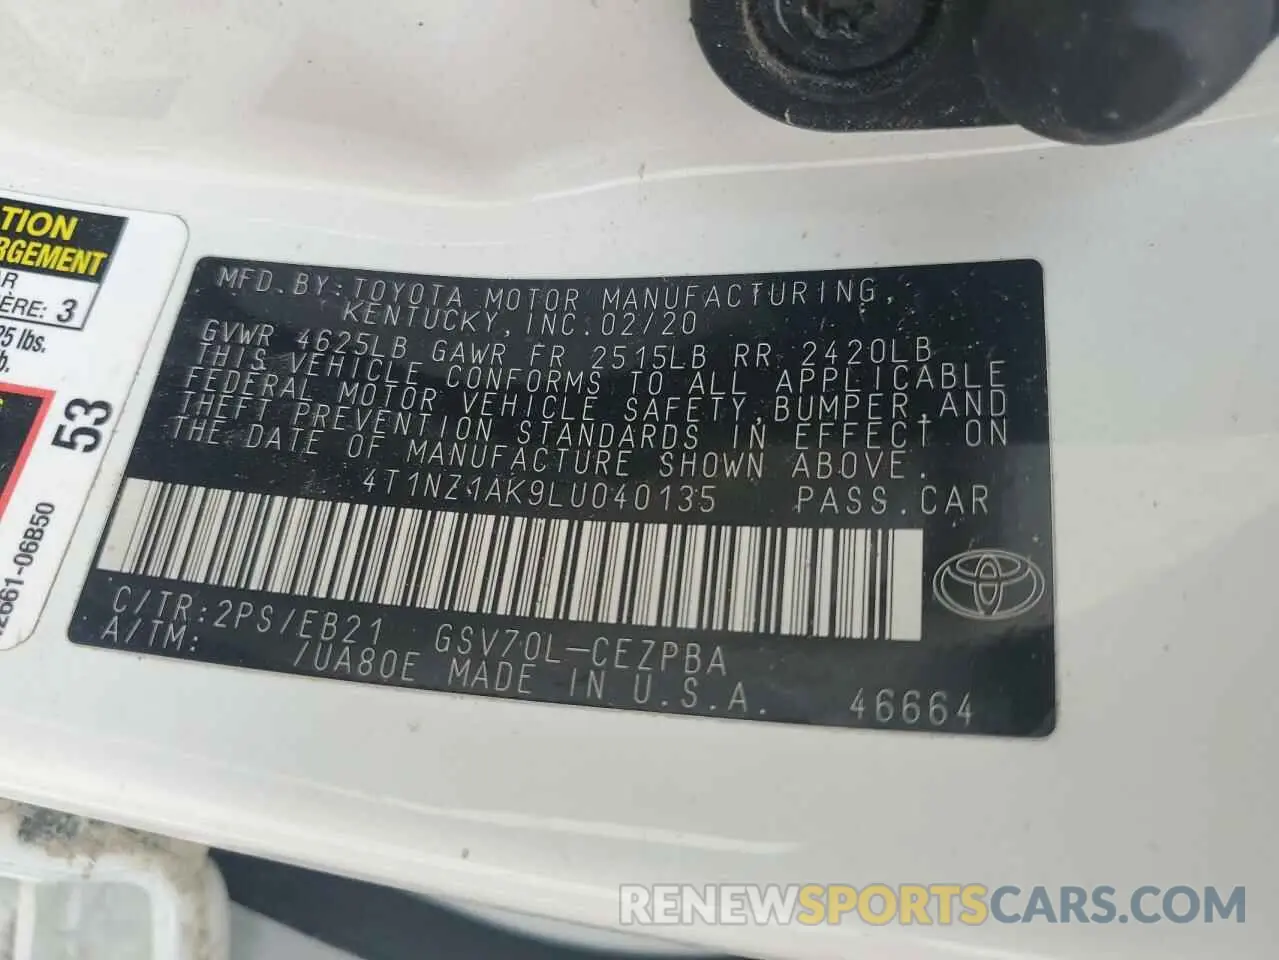 TION
RGEMENT
AR
ÈRE: 3
25 lbs.
b.
53
2661-06B50
MFD. BY: TOYOTA MOTOR MANUFACTURING,
KENTUCKY, INC. 02/20
GVWR 4625LB GAWR FR 2515LB RR 2420LB
THIS VEHICLE CONFORMS TO ALL APPLICABLE
FEDERAL MOTOR VEHICLE SAFETY, BUMPER, AND
THEFT PREVENTION STANDARDS IN EFFECT ON
THE DATE OF MANUFACTURE SHOWN ABOVE.
4T1NZ1AK9LU040135 PASS. CAR
C/TR: 2PS/EB21 GSV70L-CEZPBA
A/TM: /UA80E MADE IN U.S.A. 46664
RENEWSPORTSCARS.COM